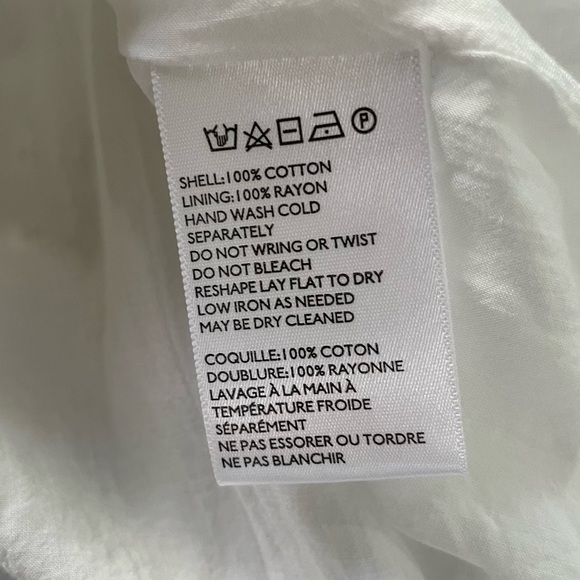 P
SHELL:100% COTTON
LINING:100% RAYON
HAND WASH COLD
SEPARATELY
DO NOT WRING OR TWIST
DO NOT BLEACH
RESHAPE LAY FLAT TO DRY
LOW IRON AS NEEDED
MAY BE DRY CLEANED
COQUILLE:100% COTON
DOUBLURE:100% RAYONNE
LAVAGE À LA MAIN À
TEMPÉRATURE FROIDE
SÉPARÉMENT
NE PAS ESSORER OU TORDRE
NE PAS BLANCHIR